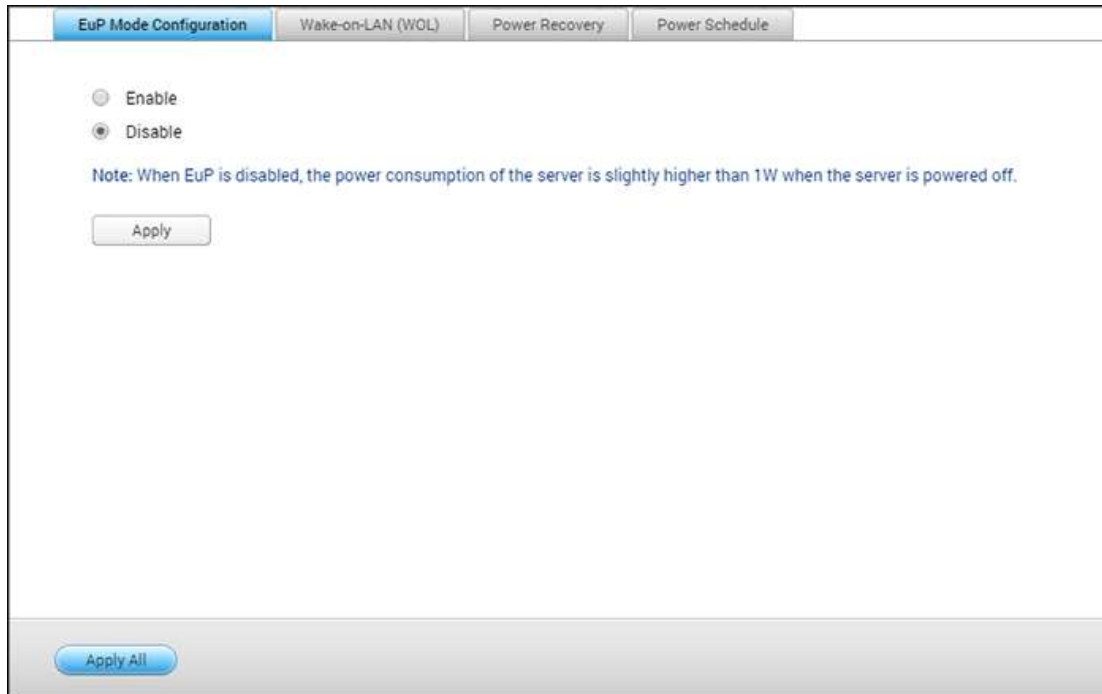 EuP Mode Configuration Wake-on-LAN (WOL) Power Recovery Power Schedule
Enable
Disable
Note: When EuP is disabled, the power consumption of the server is slightly higher than 1W when the server is powered off.
Apply
Apply All